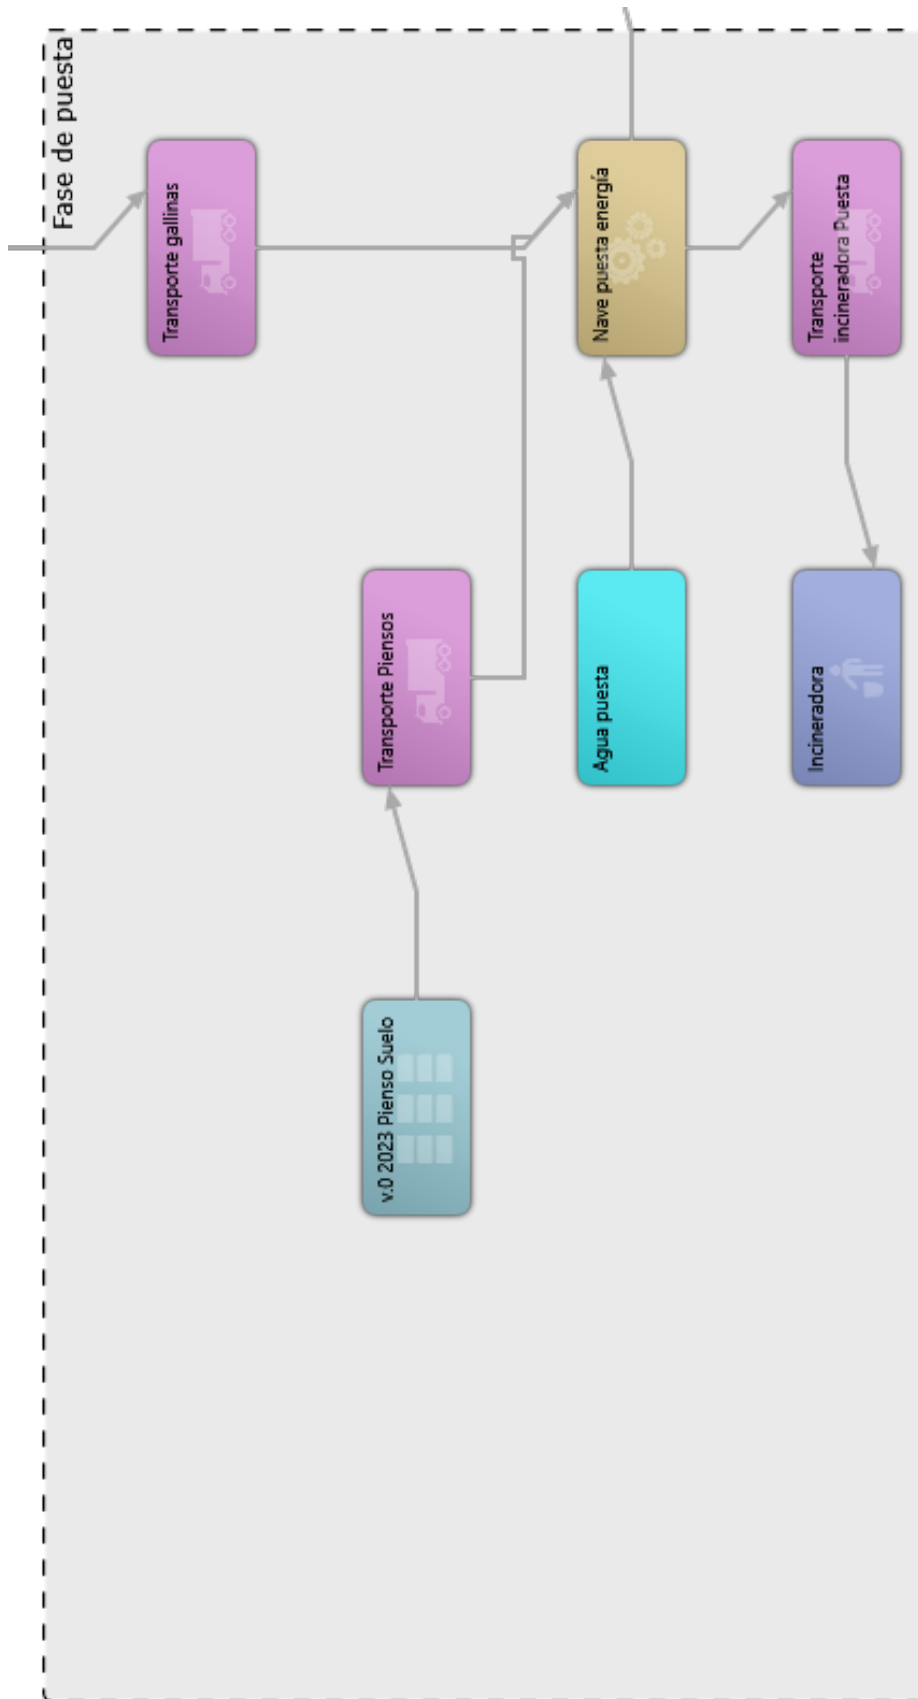 Fase de puesta
Transporte gallinas
Nave puesta energía
Transporte
incineradora Puesta
Transporte Piensos
Agua puesta
Incineradora
v.0 2023 Pienso Suelo